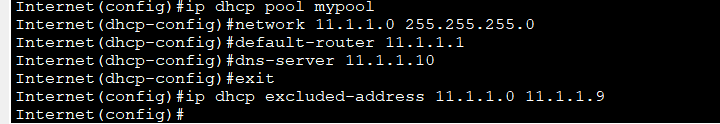 Internet(config)#ip dhcp pool mypool
Internet(dhcp-config)#network 11.1.1.0 255.255.255.0
Internet(dhcp-config)#default-router 11.1.1.1
Internet(dhcp-config)#dns-server 11.1.1.10
Internet(dhcp-config)#exit
Internet(config)#ip dhcp excluded-address 11.1.1.0 11.1.1.9
Internet(config)#